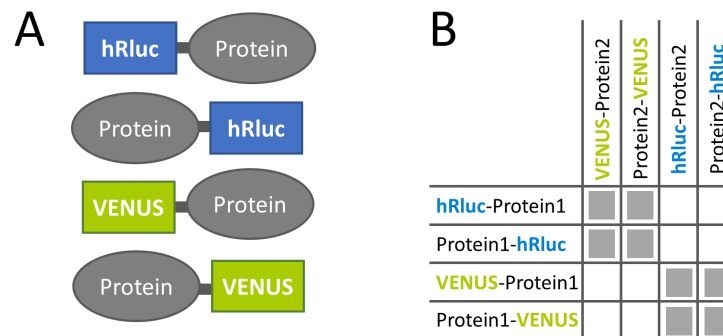 A
hRluc Protein
Protein hRluc
VENUS Protein
Protein VENUS
B
VENUS-Protein2
Protein2-VENUS
hRluc-Protein2
Protein2-hRluc
hRluc-Protein1
Protein1-hRluc
VENUS-Protein1
Protein1-VENUS